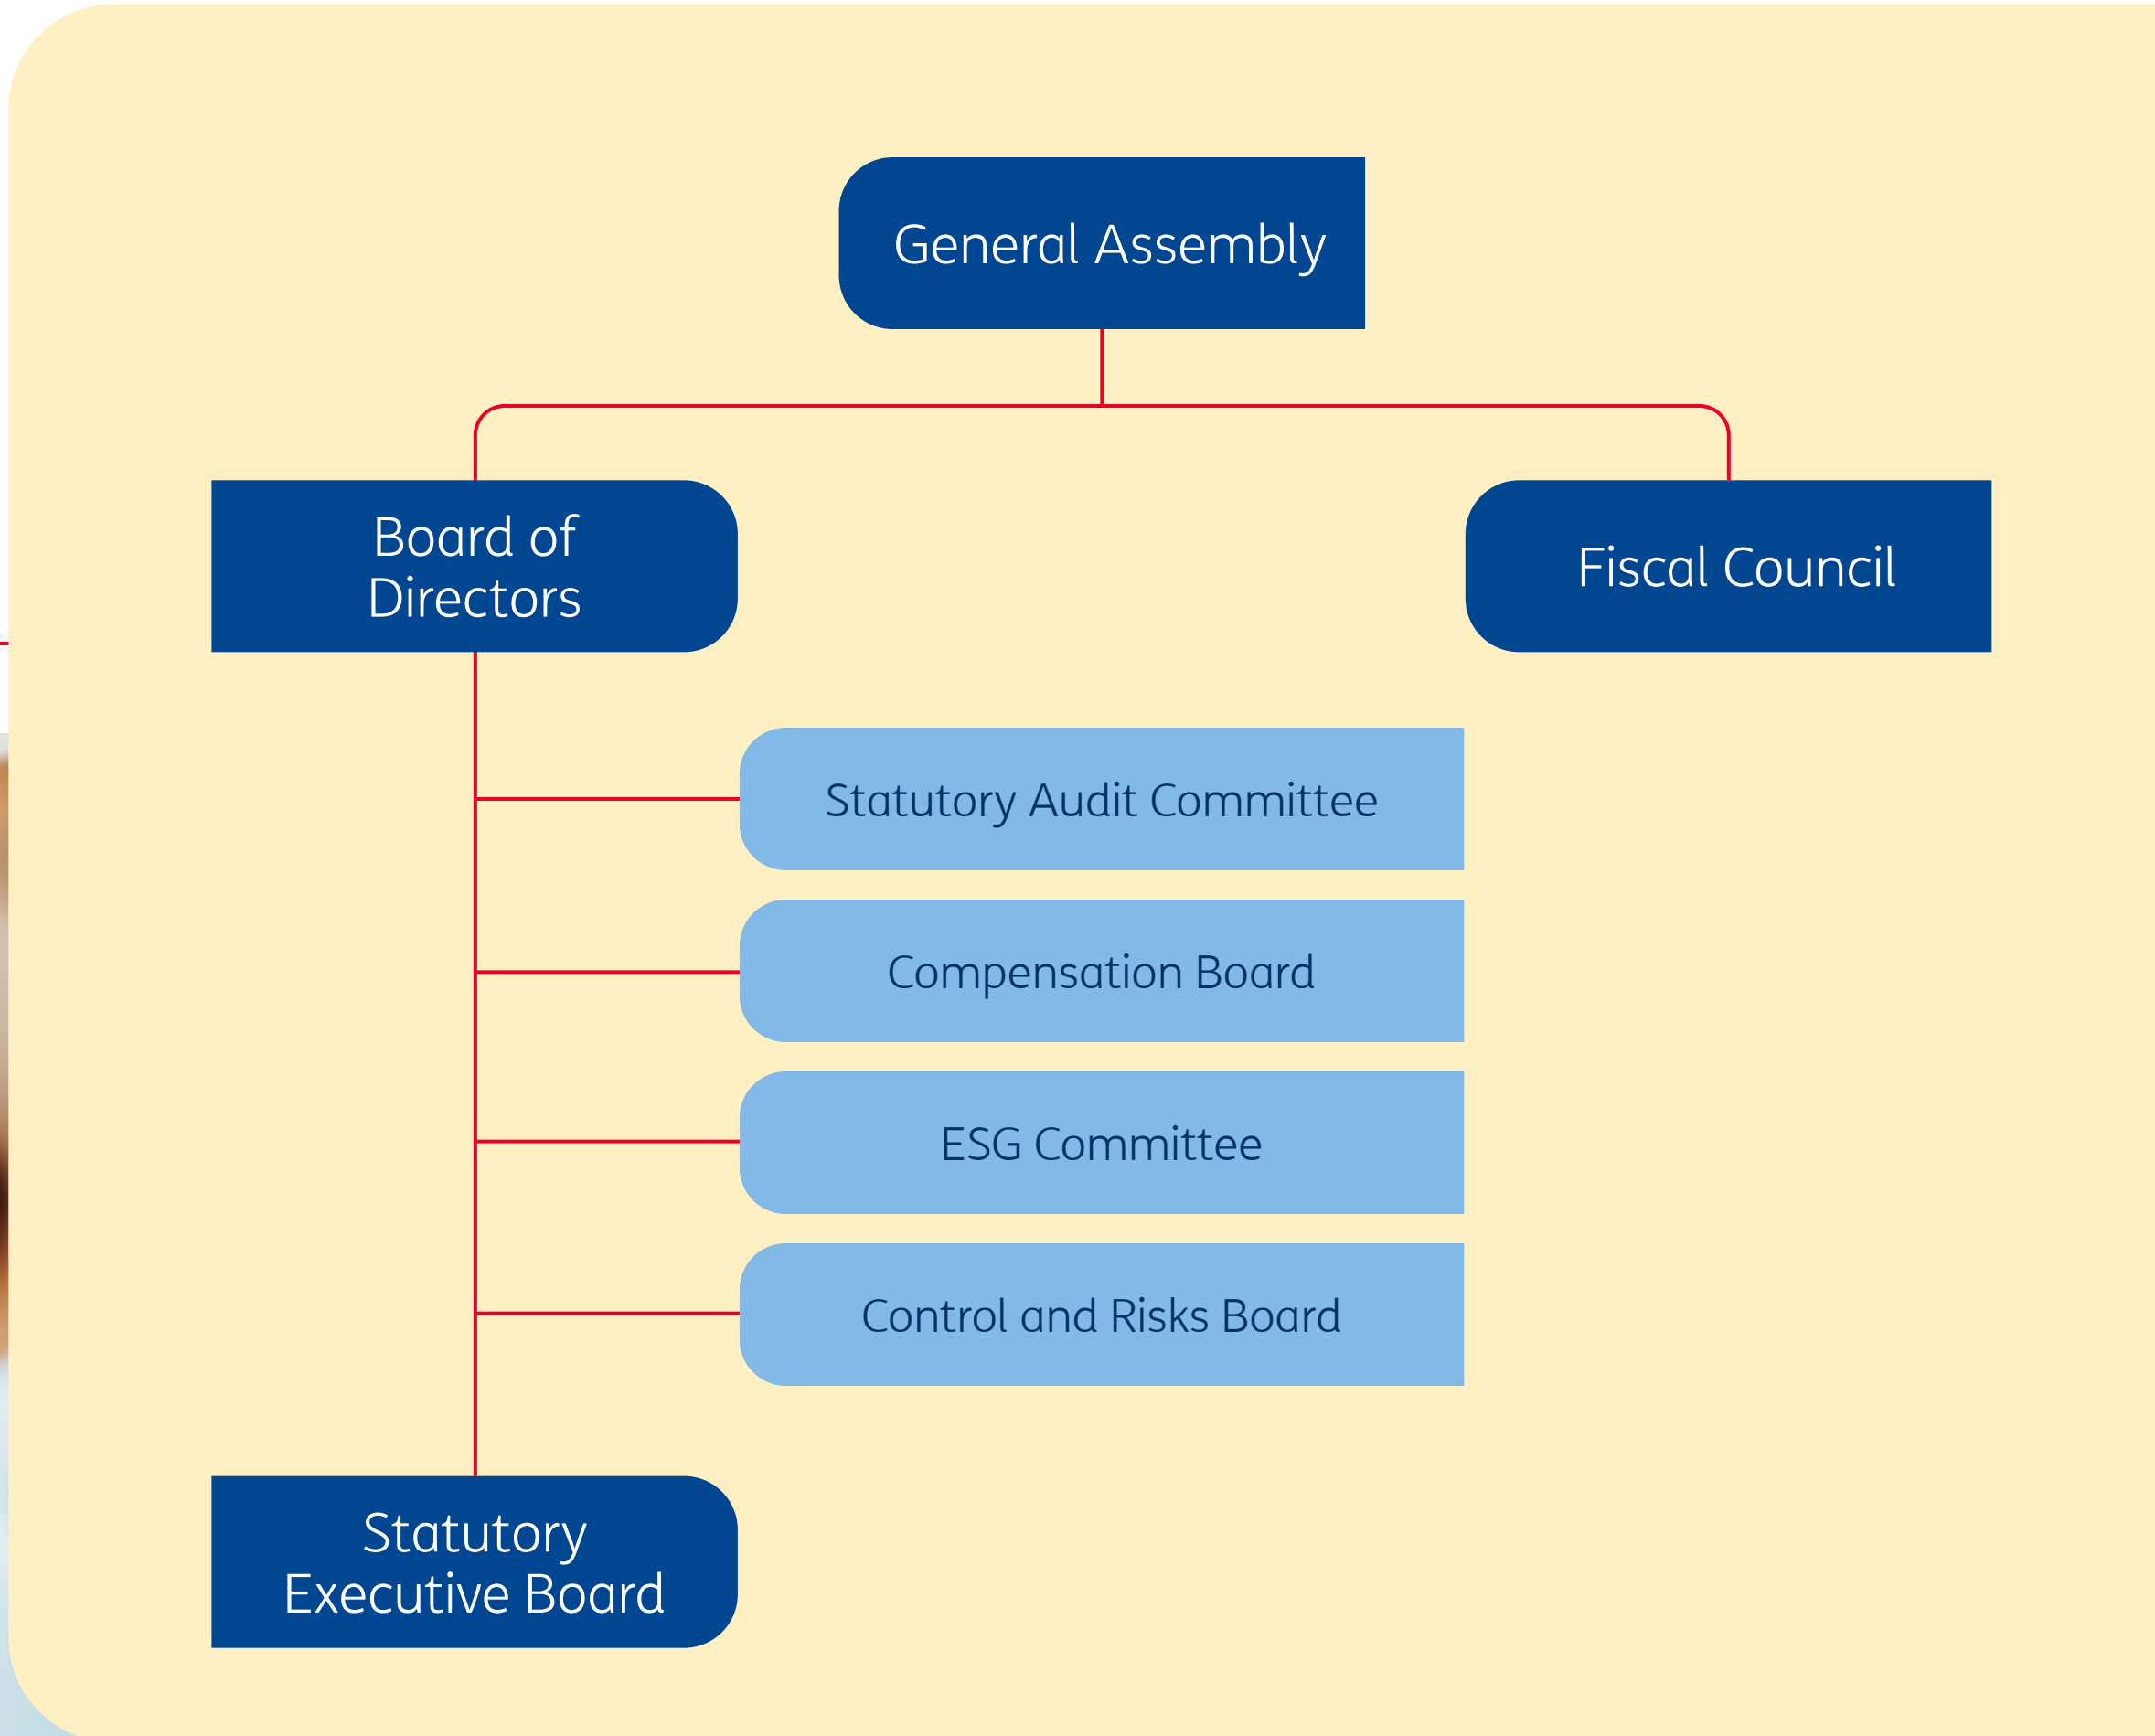 General Assembly
Board of
Directors
Fiscal Council
Statutory Audit Committee
Compensation Board
ESG Committee
Control and Risks Board
Statutory
Executive Board